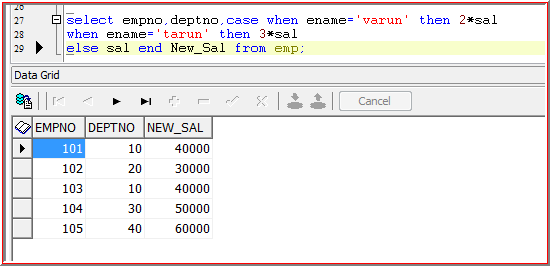 26
27 select empno,deptno,case when ename='varun' then 2*sal
28 when ename='tarun' then 3*sal
29 else sal end New_Sal from emp;
Data Grid
Cancel
EMPNO DEPTNO NEW_SAL
101 10 40000
102 20 30000
103 10 40000
104 30 50000
105 40 60000